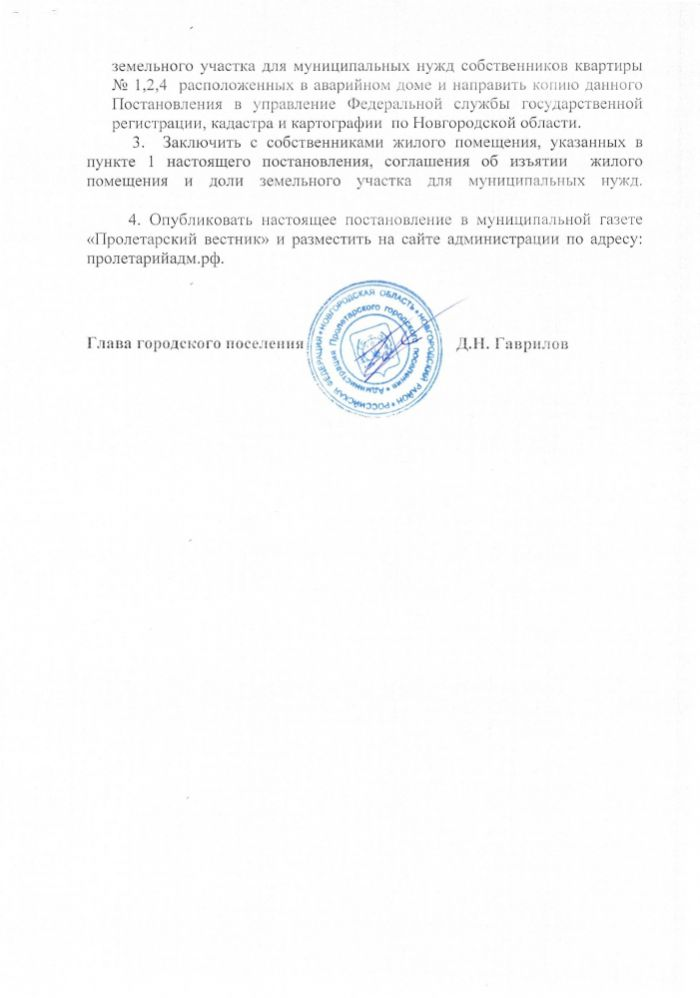 земельного участка для муниципальных нужд собственников квартиры
№ 1,2,4 расположенных в аварийном доме и направить копию данного
Постановления в управление Федеральной службы государственной
регистрации, кадастра и картографии по Новгородской области.
3. Заключить с собственниками жилого помещения, указанных в
пункте 1 настоящего постановления, соглашения об изъятии жилого
помещения и доли земельного участка для муниципальных нужд.
4. Опубликовать настоящее постановление в муниципальной газете
«Пролетарский вестник» и разместить на сайте администрации по адресу:
пролетарийадм.рф.
Глава городского поселения Д.Н. Гаврилов
РОССИЙСКАЯ ФЕДЕРАЦИЯ • НОВГОРОДСКАЯ ОБЛАСТЬ • НОВГОРОДСКИЙ РАЙОН •
Администрация Пролетарского городского поселения •